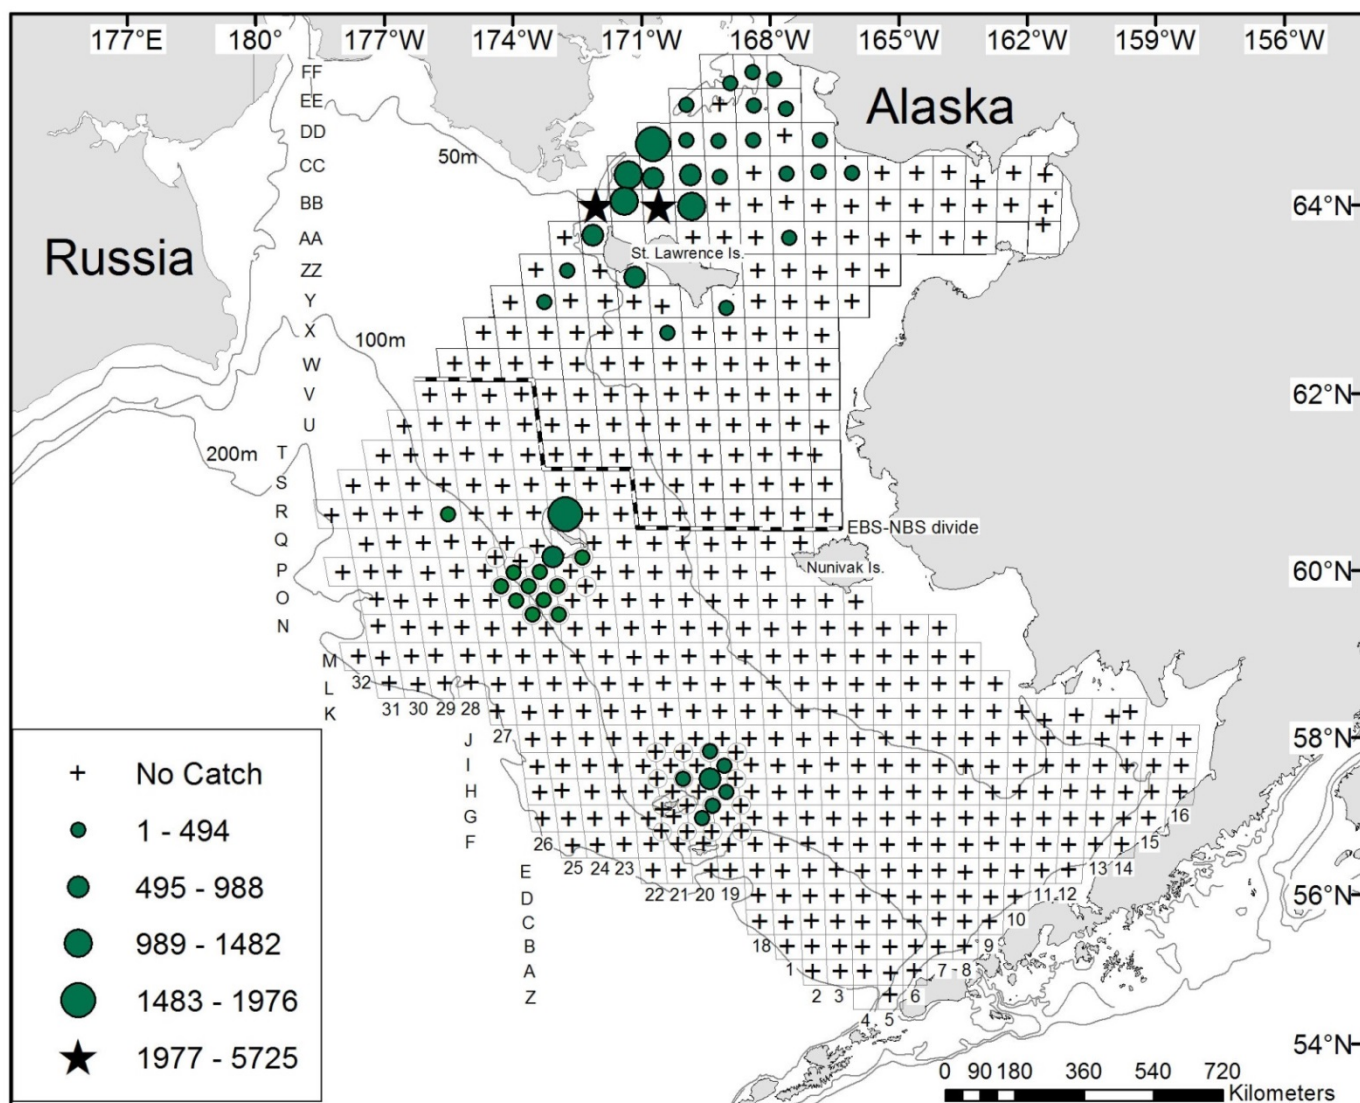 177°E 180° 177°W 174°W 171°W 168°W 165°W 162°W 159°W 156°W
FF
EE
Alaska
DD
50m
CC
BB
64°N
AA
Russia
St. Lawrence Is.
ZZ
Y
X
100m
W
V
62°N
U
T
200m
S
R
EBS-NBS divide
Q
Nunivak Is.
P
60°N
O
N
M
32
L
31 30 29 28
K
27
J
58°N
I
H
G
16
F
26
15
25 24 23
E
13 14
22 21 20 19
D
11 12
56°N
C
10
18
B
9
1
A
7 8
Z
2 3
6
4 5
54°N
No Catch
1 - 494
495 - 988
989 - 1482
1483 - 1976
1977 - 5725
0 90 180 360 540 720
Kilometers